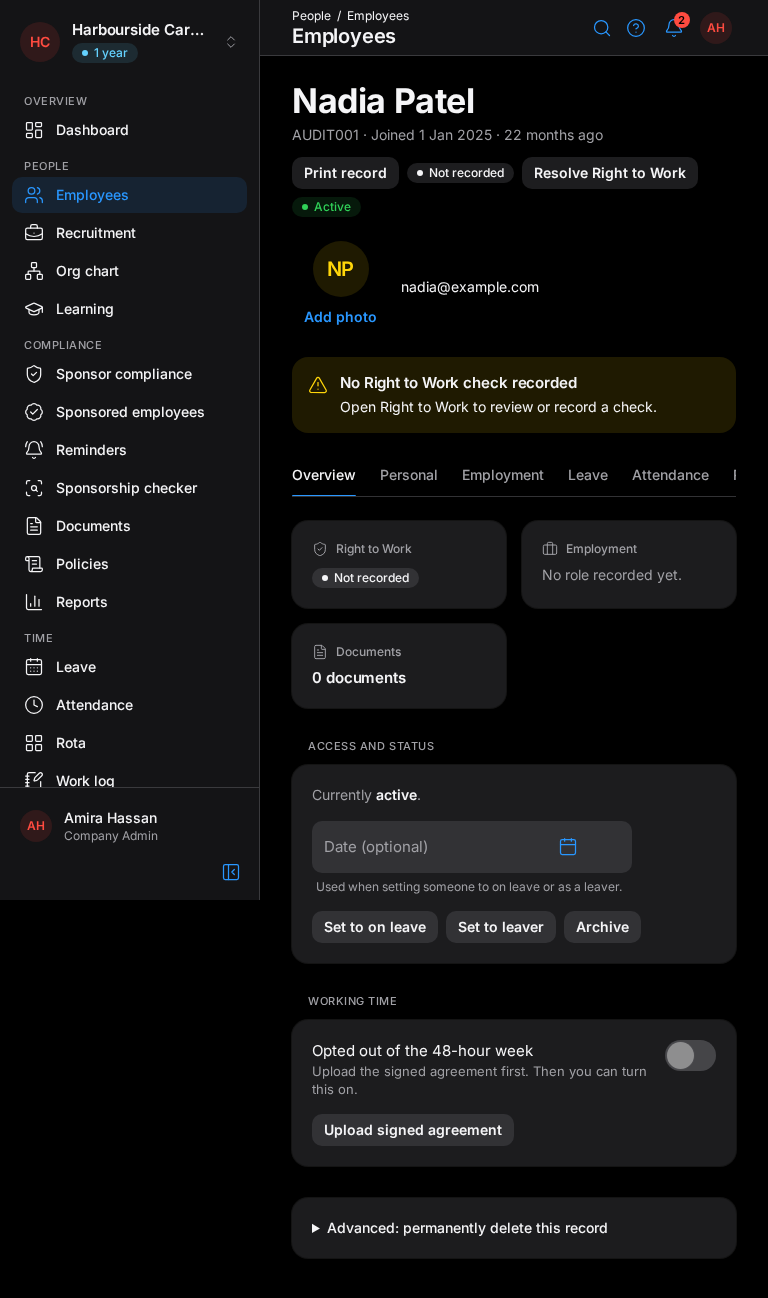 HC
Harbourside Car...
1 year
OVERVIEW
Dashboard
PEOPLE
Employees
Recruitment
Org chart
Learning
COMPLIANCE
Sponsor compliance
Sponsored employees
Reminders
Sponsorship checker
Documents
Policies
Reports
TIME
Leave
Attendance
Rota
Work log
AH
Amira Hassan
Company Admin
People / Employees
Employees
2
AH
Nadia Patel
AUDIT001 · Joined 1 Jan 2025 · 22 months ago
Print record
Not recorded
Resolve Right to Work
Active
NP
Add photo
nadia@example.com
No Right to Work check recorded
Open Right to Work to review or record a check.
Overview Personal Employment Leave Attendance
Right to Work
Not recorded
Employment
No role recorded yet.
Documents
0 documents
ACCESS AND STATUS
Currently active.
Date (optional)
Used when setting someone to on leave or as a leaver.
Set to on leave
Set to leaver
Archive
WORKING TIME
Opted out of the 48-hour week
Upload the signed agreement first. Then you can turn
this on.
Upload signed agreement
Advanced: permanently delete this record